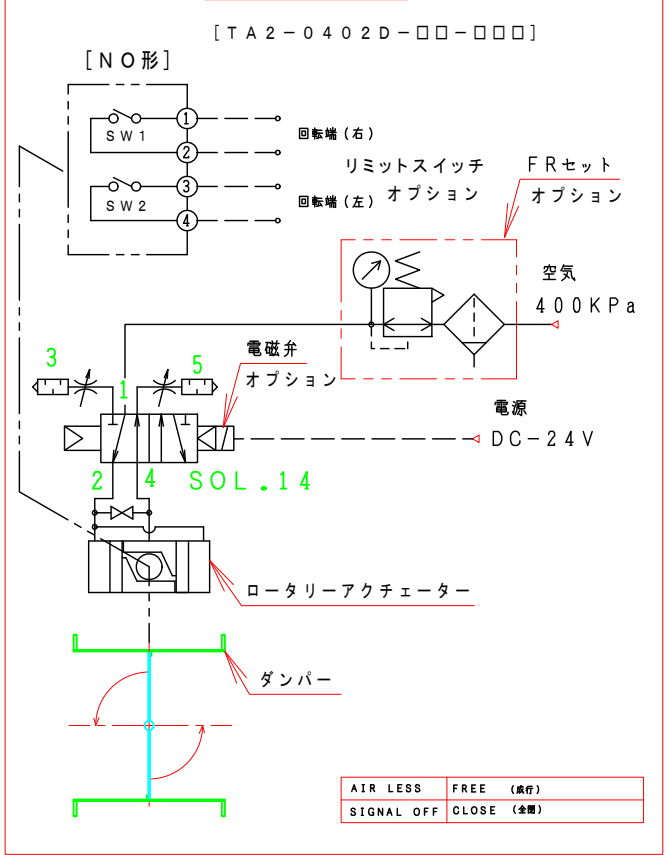 [TA2-0402D-□□-□□□]
[NO形]
SW1
1
2
回転端(右)
SW2
3
4
回転端(左)
リミットスイッチ
オプション
FRセット
オプション
空気
400KPa
3
1
5
電磁弁
オプション
電源
DC-24V
2
4
SOL.14
ロータリーアクチェーター
ダンパー
AIR LESS FREE (成行)
SIGNAL OFF CLOSE (全閉)